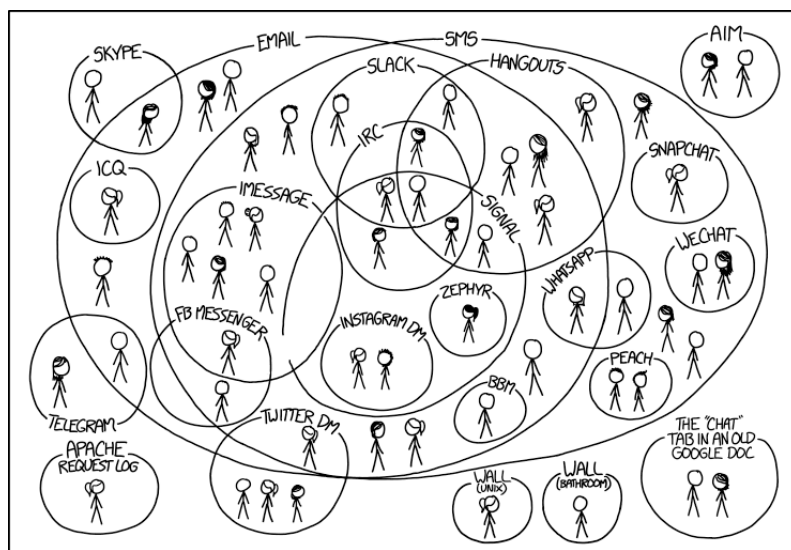 SKYPE
EMAIL
SMS
AIM
SLACK
HANGOUTS
IRC
SNAPCHAT
ICQ
IMESSAGE
SIGNAL
WECHAT
WHATSAPP
ZEPHYR
FB MESSENGER
INSTAGRAM DM
PEACH
BBM
TELEGRAM
TWITTER DM
THE "CHAT"
TAB IN AN OLD
GOOGLE DOC
APACHE
REQUEST LOG
WALL
(UNIX)
WALL
(BATHROOM)